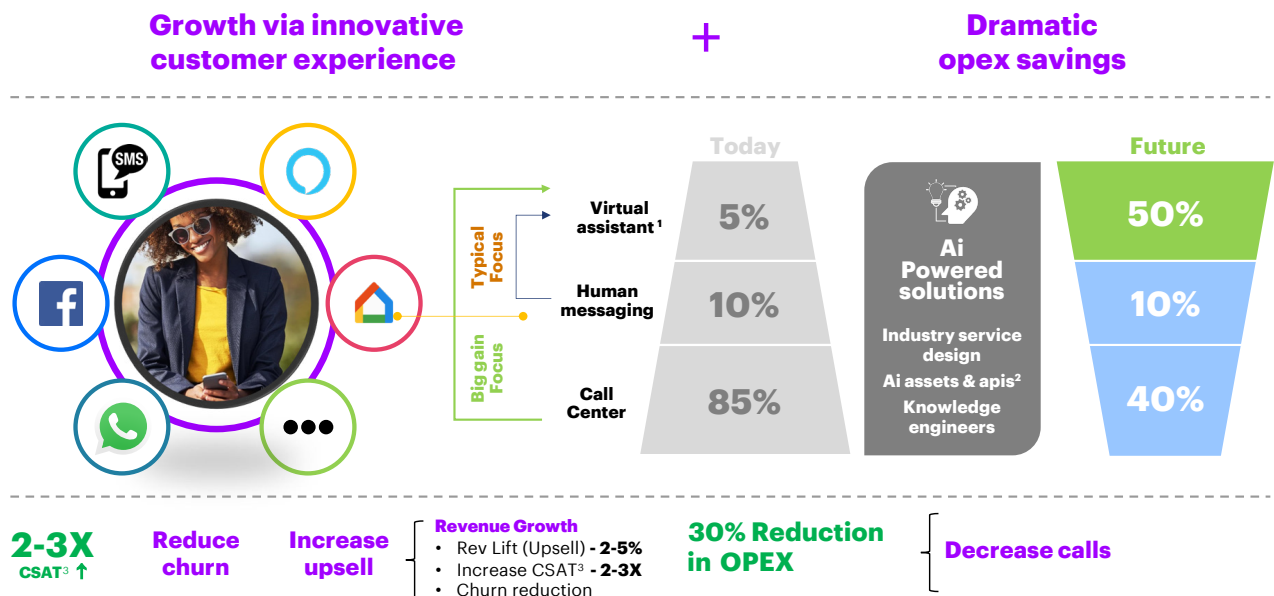 Growth via innovative
customer experience
+
Dramatic
opex savings
SMS
Typical
Focus
Big gain
Focus
Virtual
assistant ¹
Human
messaging
Call
Center
Today
5%
10%
85%
Ai
Powered
solutions
Industry service
design
Ai assets & apis²
Knowledge
engineers
Future
50%
10%
40%
2-3X
CSAT³ ↑
Reduce
churn
Increase
upsell
Revenue Growth
• Rev Lift (Upsell) - 2-5%
• Increase CSAT³ - 2-3X
• Churn reduction
30% Reduction
in OPEX
Decrease calls